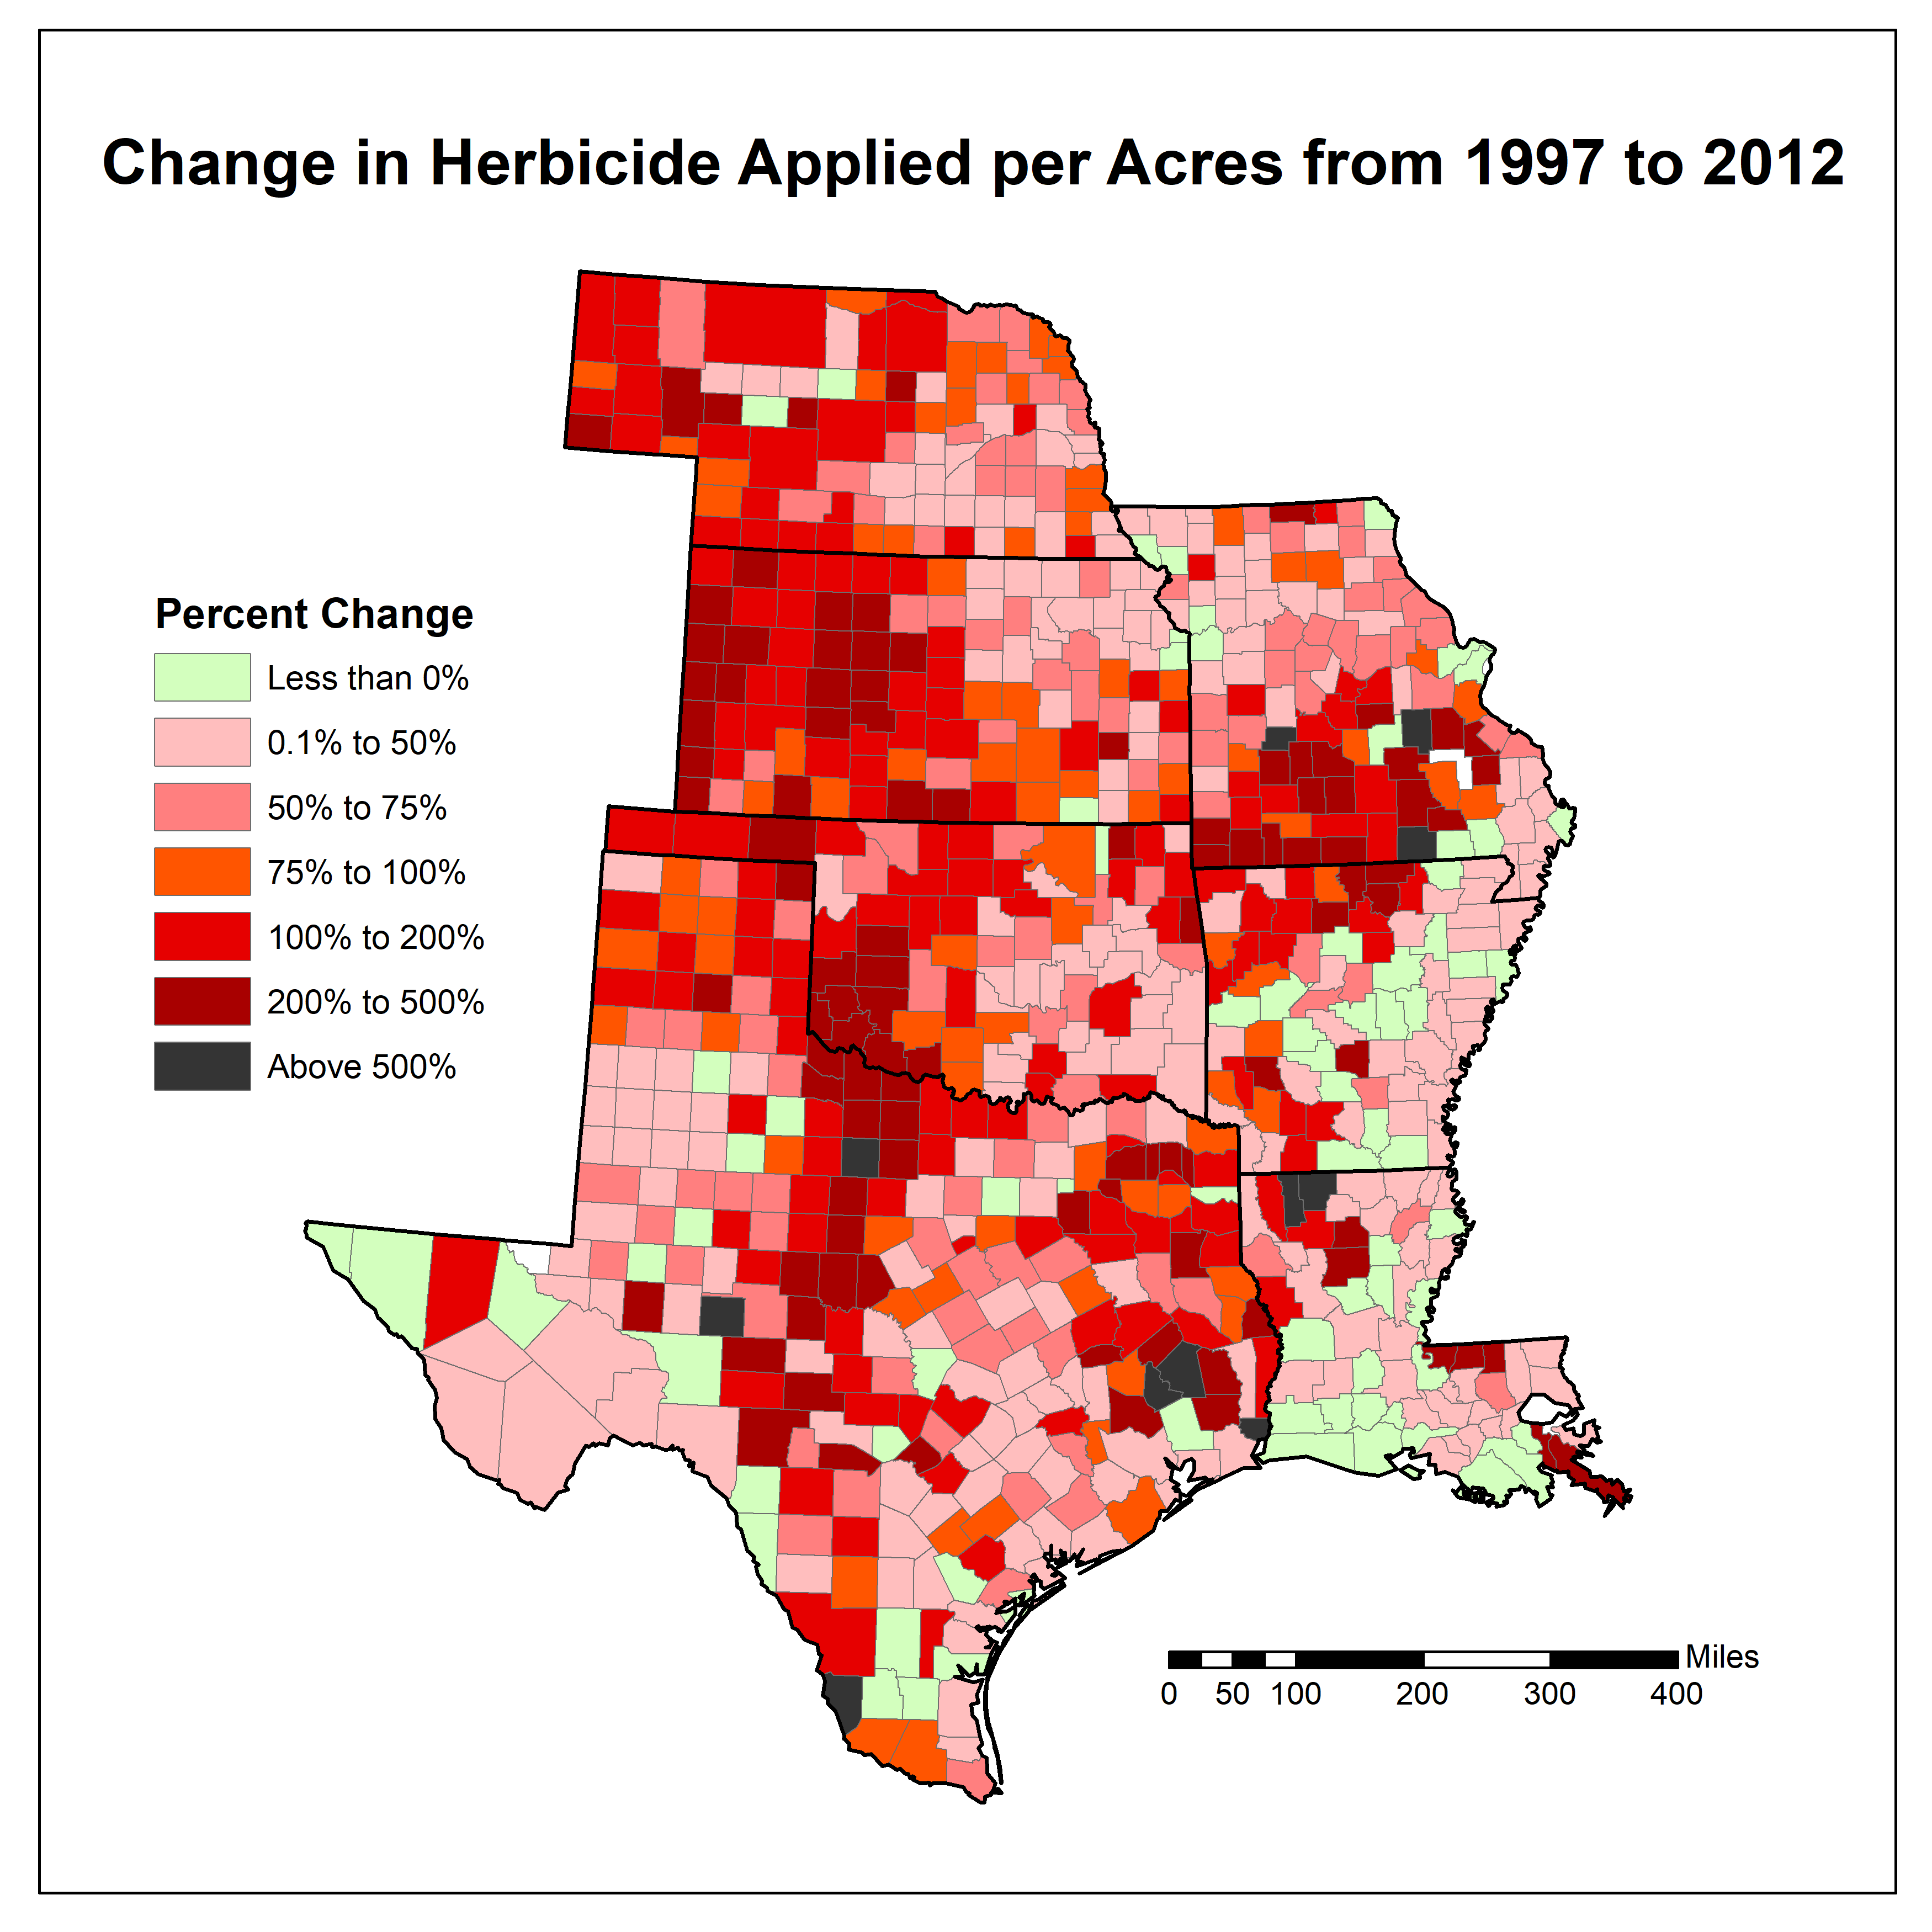 Change in Herbicide Applied per Acres from 1997 to 2012
Percent Change
Less than 0%
0.1% to 50%
50% to 75%
75% to 100%
100% to 200%
200% to 500%
Above 500%
Miles
0 50 100 200 300 400